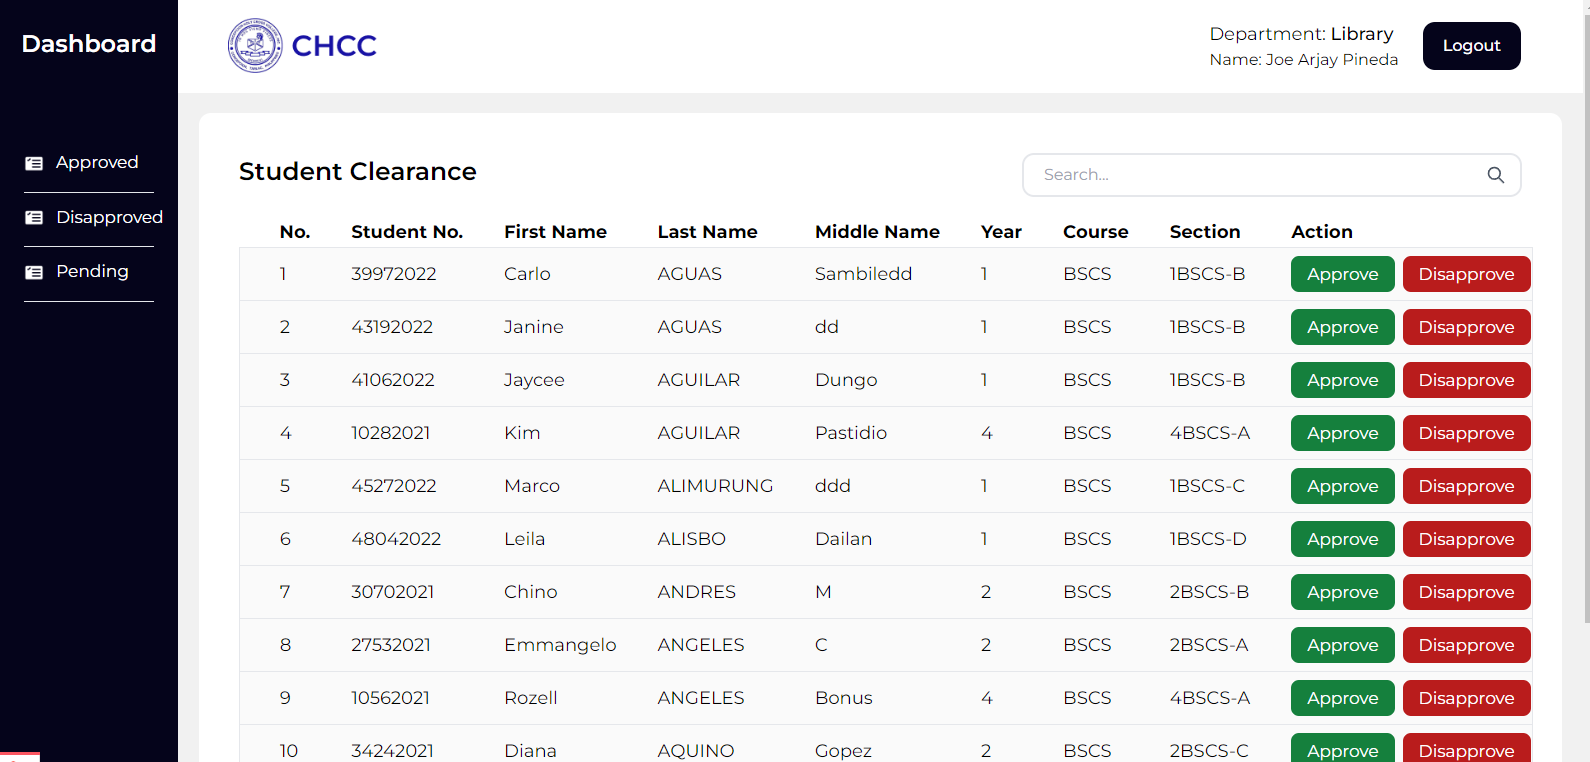 Dashboard
CHCC
Department: Library
Name: Joe Arjay Pineda
Logout
Approved
Disapproved
Pending
Student Clearance
Search...
No. Student No. First Name Last Name Middle Name Year Course Section Action
1 39972022 Carlo AGUAS Sambiledd 1 BSCS 1BSCS-B Approve Disapprove
2 43192022 Janine AGUAS dd 1 BSCS 1BSCS-B Approve Disapprove
3 41062022 Jaycee AGUILAR Dungo 1 BSCS 1BSCS-B Approve Disapprove
4 10282021 Kim AGUILAR Pastidio 4 BSCS 4BSCS-A Approve Disapprove
5 45272022 Marco ALIMURUNG ddd 1 BSCS 1BSCS-C Approve Disapprove
6 48042022 Leila ALISBO Dailan 1 BSCS 1BSCS-D Approve Disapprove
7 30702021 Chino ANDRES M 2 BSCS 2BSCS-B Approve Disapprove
8 27532021 Emmangelo ANGELES C 2 BSCS 2BSCS-A Approve Disapprove
9 10562021 Rozell ANGELES Bonus 4 BSCS 4BSCS-A Approve Disapprove
10 34242021 Diana AQUINO Gopez 2 BSCS 2BSCS-C Approve Disapprove